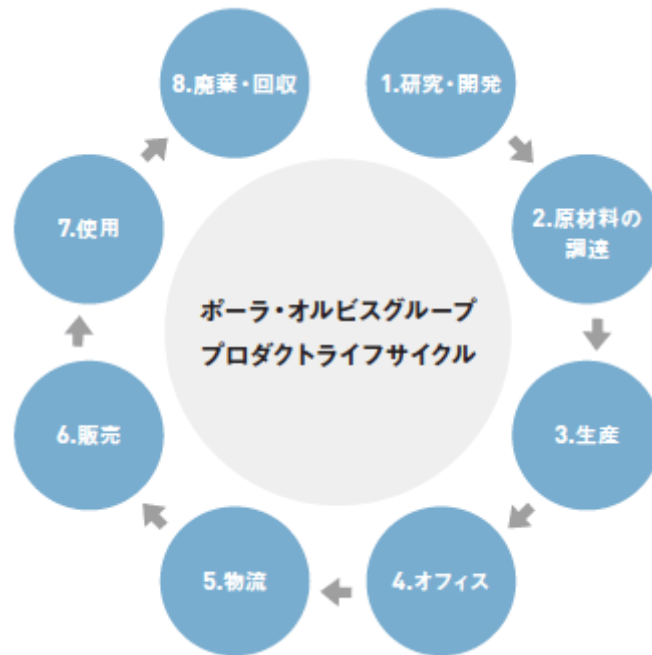 ポーラ・オルビスグループ
プロダクトライフサイクル
1.研究・開発
2.原材料の
調達
3.生産
4.オフィス
5.物流
6.販売
7.使用
8.廃棄・回収